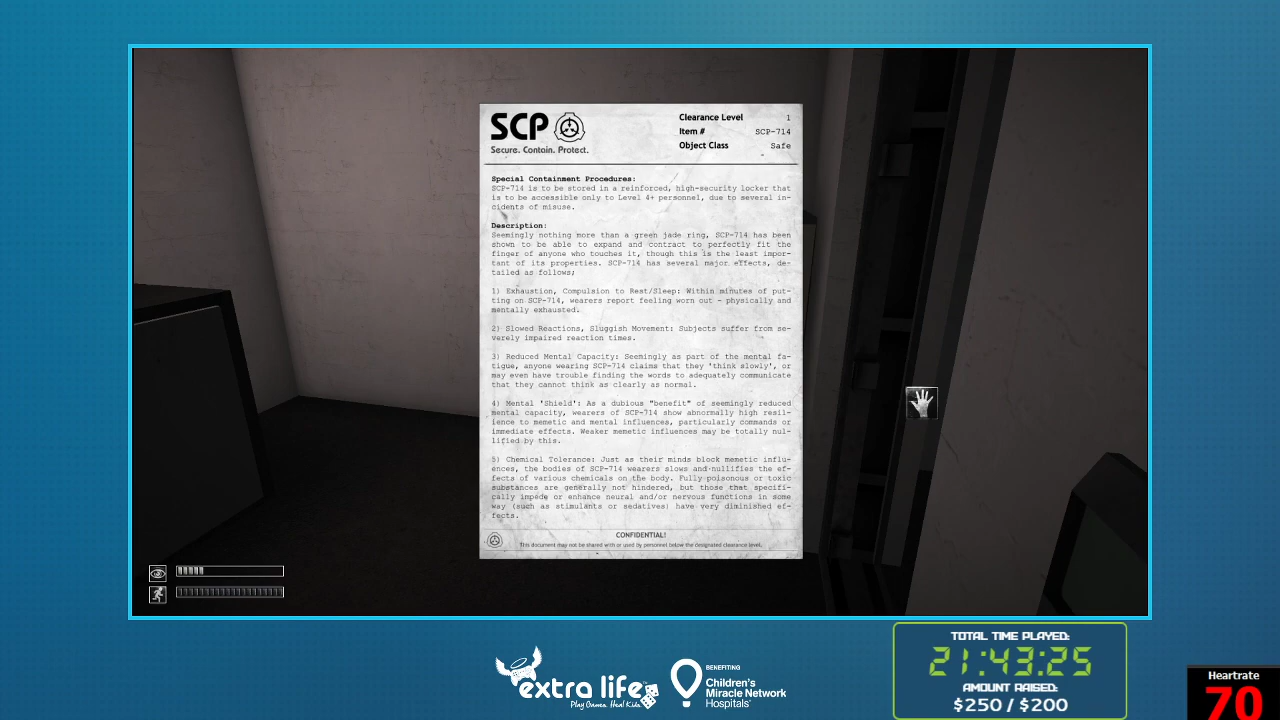 SCP
Secure. Contain. Protect.
Clearance Level 1
Item # SCP-714
Object Class Safe
Special Containment Procedures:
SCP-714 is to be stored in a reinforced, high-security locker that
is to be accessible only to Level 4+ personnel, due to several in-
cidents of misuse.
Description:
Seemingly nothing more than a green jade ring, SCP-714 has been
shown to be able to expand and contract to perfectly fit the
finger of anyone who touches it, though this is the least impor-
tant of its properties. SCP-714 has several major effects, de-
tailed as follows;
1) Exhaustion, Compulsion to Rest/Sleep: Within minutes of put-
ting on SCP-714, wearers report feeling worn out - physically and
mentally exhausted.
2) Slowed Reactions, Sluggish Movement: Subjects suffer from se-
verely impaired reaction times.
3) Reduced Mental Capacity: Seemingly as part of the mental fa-
tigue, anyone wearing SCP-714 claims that they 'think slowly', or
may even have trouble finding the words to adequately communicate
that they cannot think as clearly as normal.
4) Mental 'Shield': As a dubious "benefit" of seemingly reduced
mental capacity, wearers of SCP-714 show abnormally high resil-
ience to memetic and mental influences, particularly commands or
immediate effects. Weaker memetic influences may be totally nul-
lified by this.
5) Chemical Tolerance: Just as their minds block memetic influ-
ences, the bodies of SCP-714 wearers slows and nullifies the ef-
fects of various chemicals on the body. Fully poisonous or toxic
substances are generally not hindered, but those that specifi-
cally impede or enhance neural and/or nervous functions in some
way (such as stimulants or sedatives) have very diminished ef-
fects.
CONFIDENTIAL!
This document may not be shared with or used by personnel below the designated clearance level.
extra life
Play Games. Heal Kids.
BENEFITING
Children's
Miracle Network
Hospitals
TOTAL TIME PLAYED:
21:43:25
AMOUNT RAISED:
$250 / $200
Heartrate
70